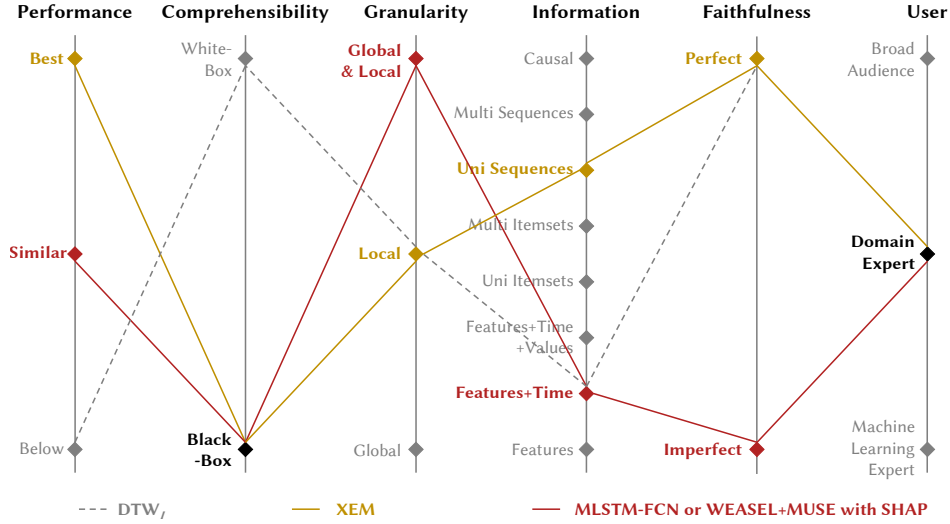 Performance Comprehensibility Granularity Information Faithfulness User
Best
White-
Box
Global
& Local
Causal
Perfect
Broad
Audience
Multi Sequences
Uni Sequences
Multi Itemsets
Similar
Local
Domain
Expert
Uni Itemsets
Features+Time
+Values
Features+Time
Below
Black
-Box
Global
Features
Imperfect
Machine
Learning
Expert
DTW_I XEM MLSTM-FCN or WEASEL+MUSE with SHAP